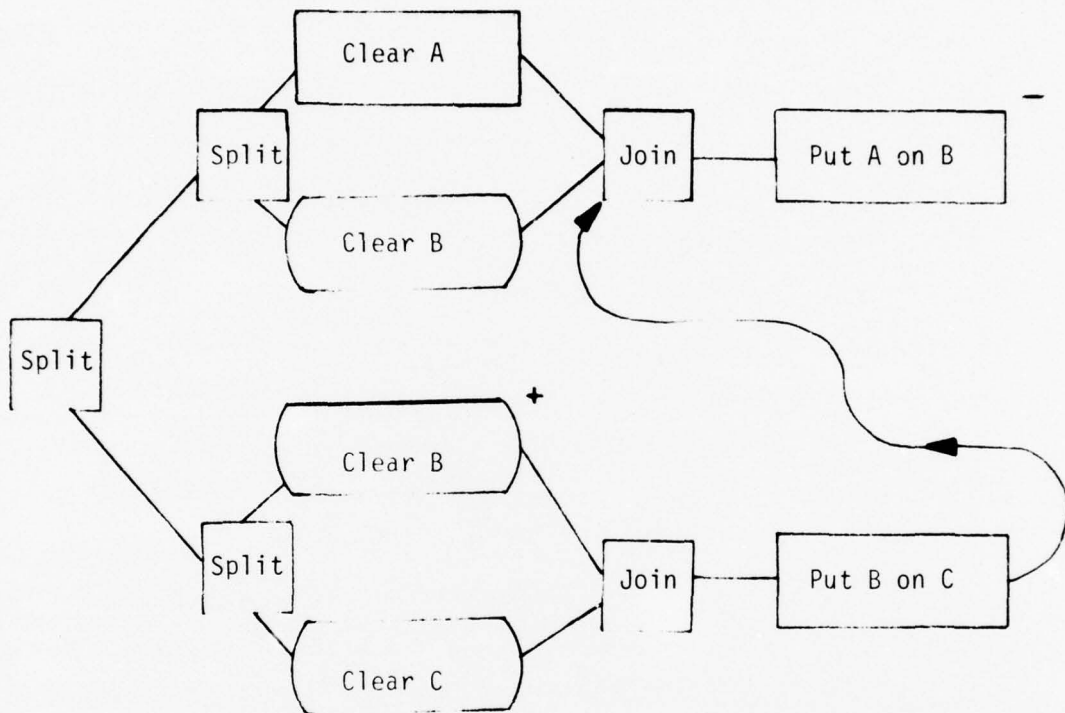 Clear A
Split
Join
Put A on B
-
Clear B
Split
+
Clear B
Split
Join
Put B on C
Clear C